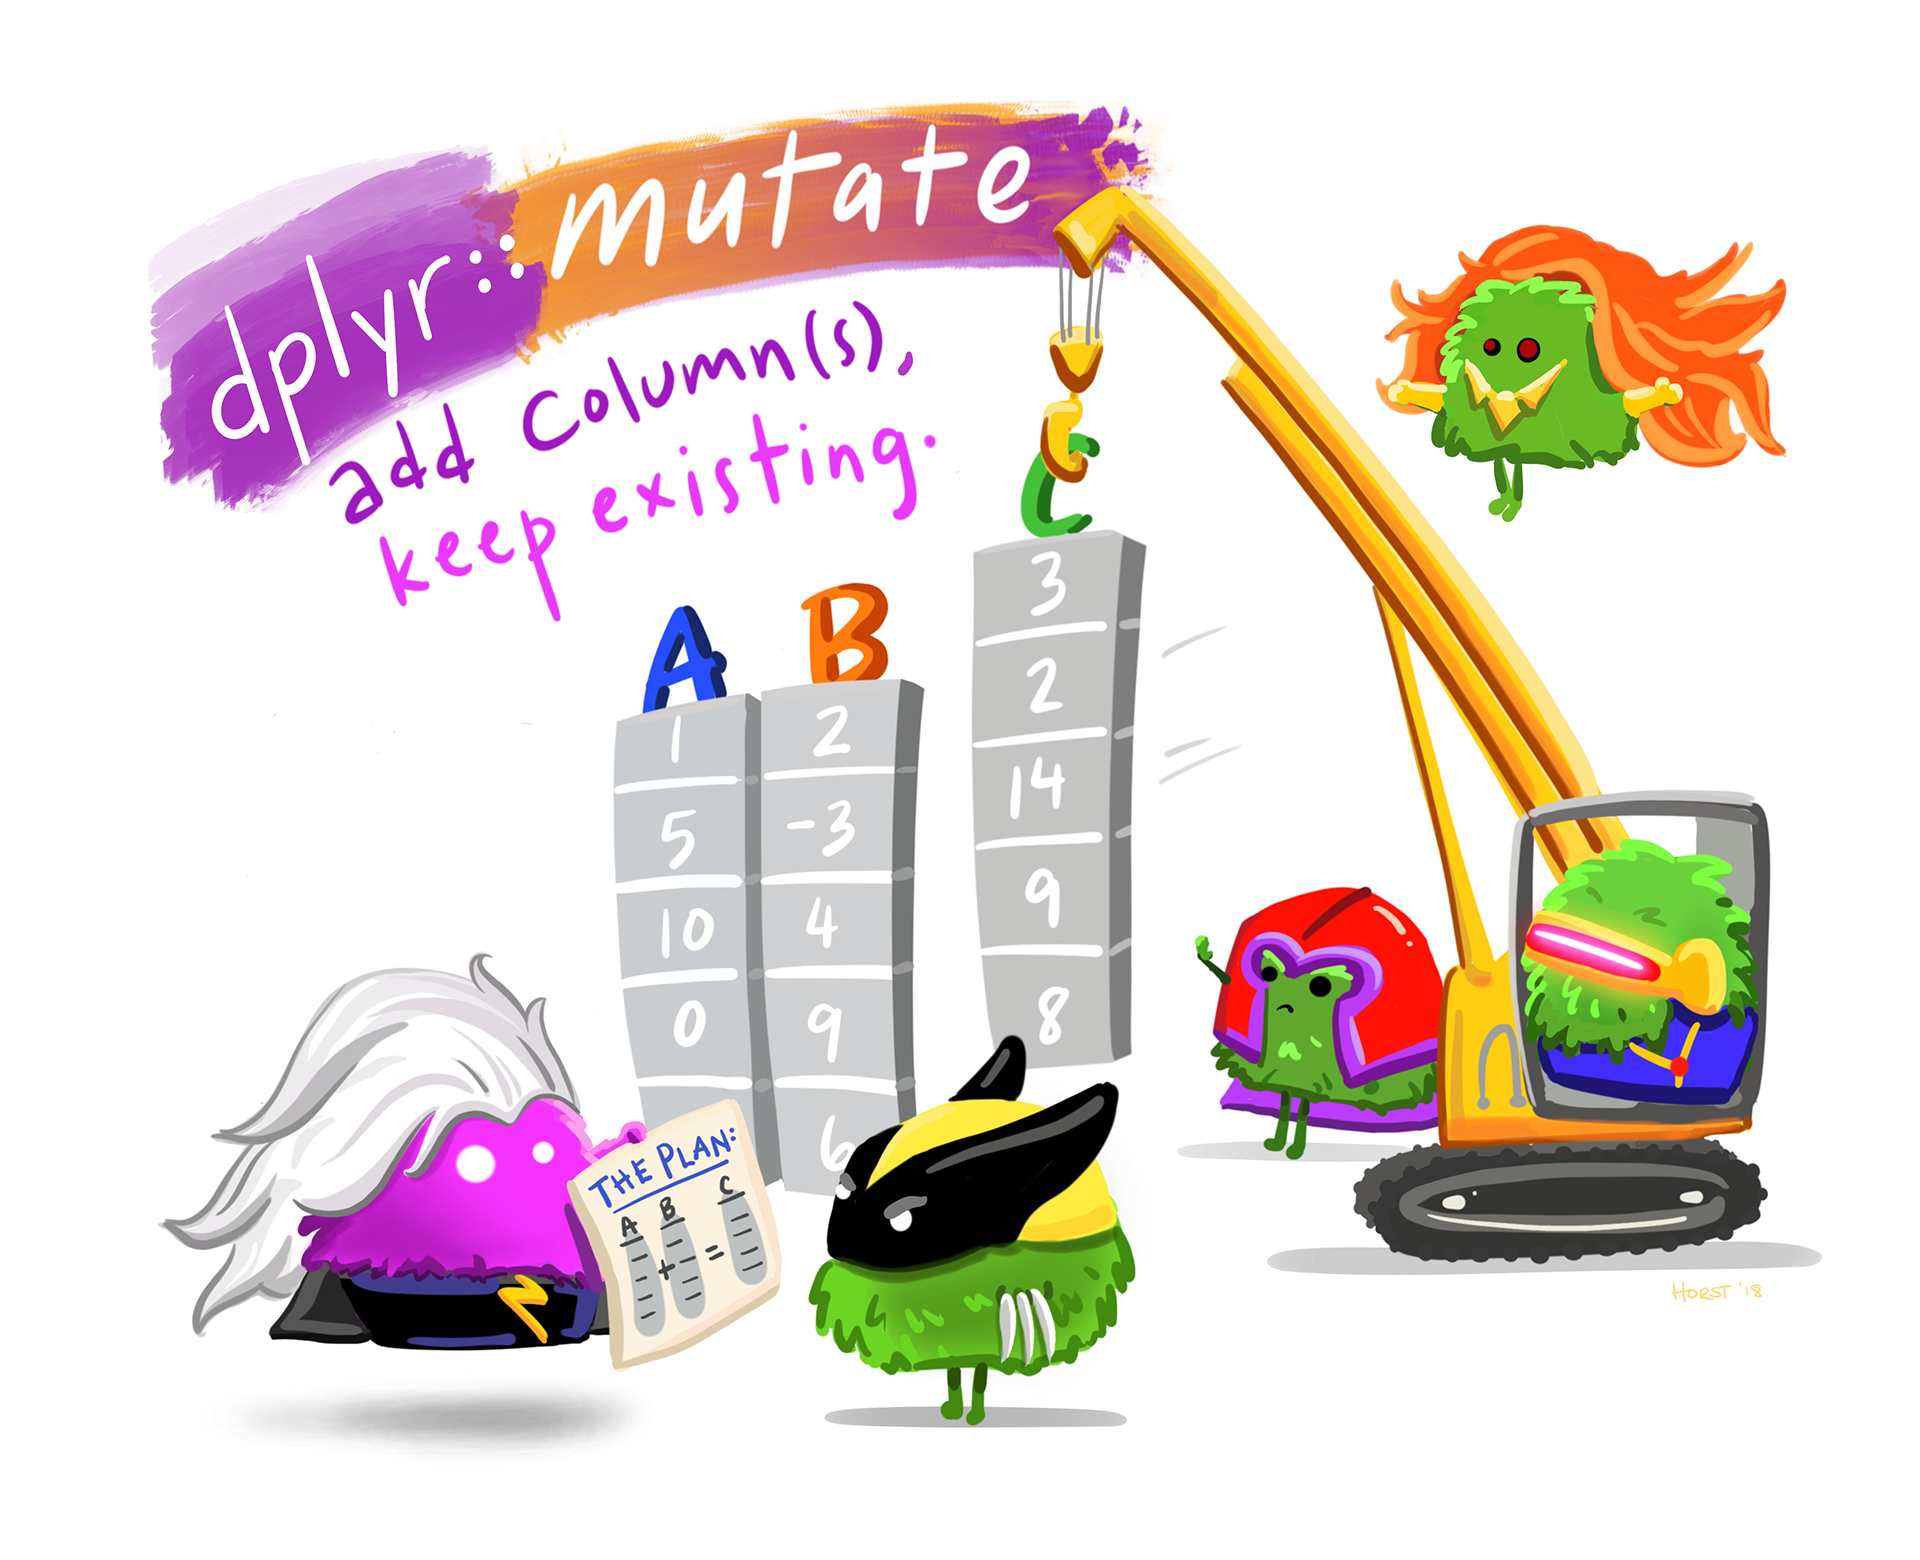 dplyr::mutate
add column(s),
keep existing.
A B C
1 2 3
5 -3 2
10 4 14
0 9 9
6 8
THE PLAN:
A B C
+ =
HORST '18